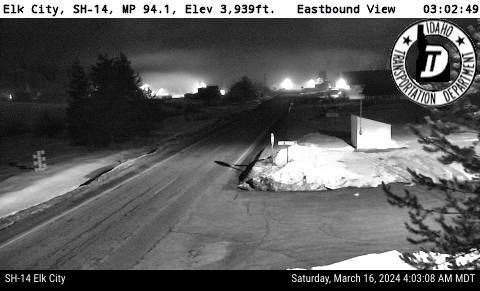 Elk City, SH-14, MP 94.1, Elev 3,939ft. Eastbound View 03:02:49
IDAHO
TRANSPORTATION DEPARTMENT
SH-14 Elk City Saturday, March 16, 2024 4:03:08 AM MDT